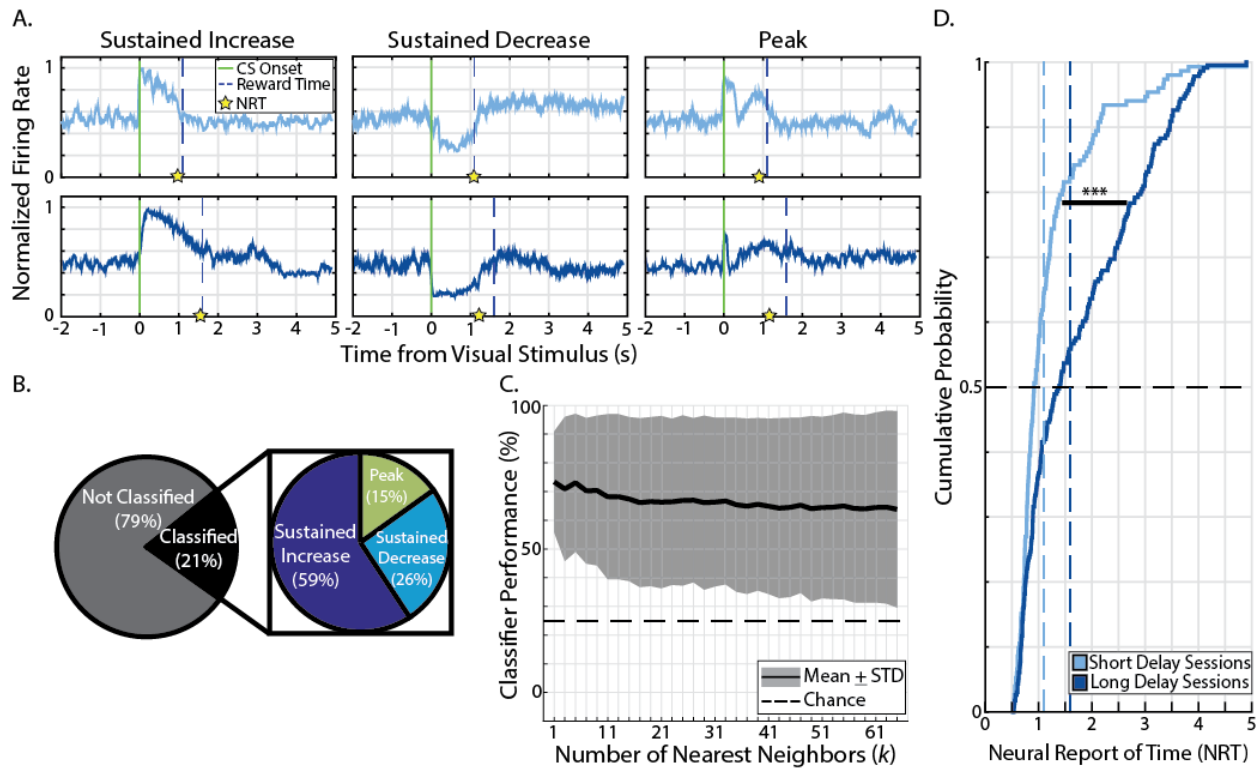 A.
Sustained Increase
Sustained Decrease
Peak
Normalized Firing Rate
1
0
CS Onset
Reward Time
NRT
1
0
-2 -1 0 1 2 3 4 5
-2 -1 0 1 2 3 4 5
-2 -1 0 1 2 3 4 5
Time from Visual Stimulus (s)
B.
Not Classified
(79%)
Classified
(21%)
Peak
(15%)
Sustained
Increase
(59%)
Sustained
Decrease
(26%)
C.
Classifier Performance (%)
100
50
0
Mean ± STD
Chance
1 11 21 31 41 51 61
Number of Nearest Neighbors (k)
D.
Cumulative Probability
1
0.5
0
***
Short Delay Sessions
Long Delay Sessions
0 1 2 3 4 5
Neural Report of Time (NRT)